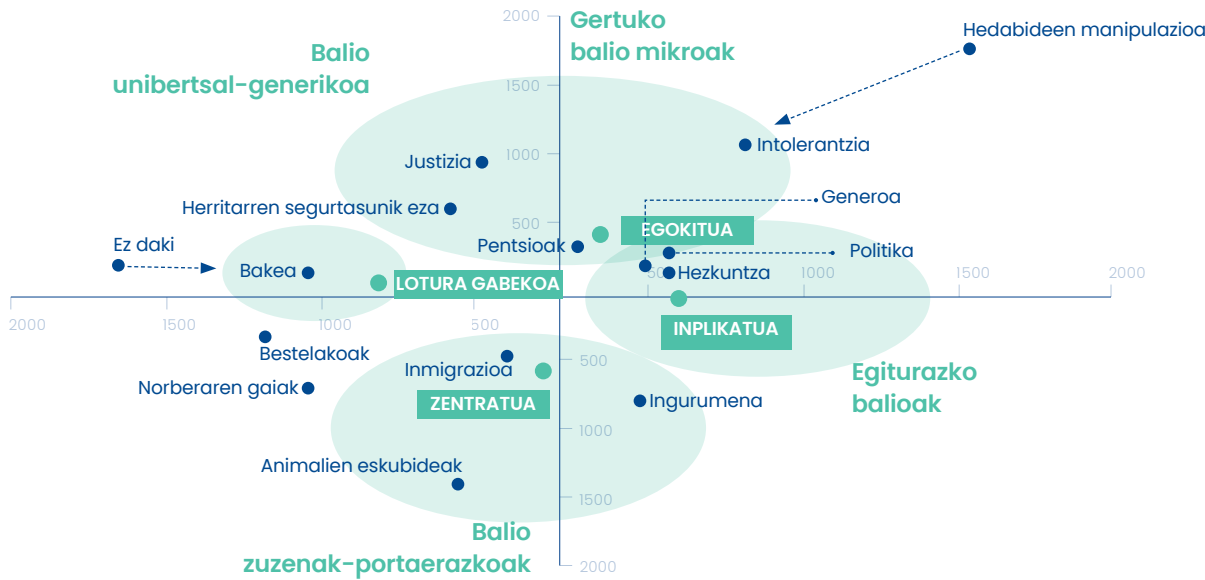 2000
Gertuko
balio mikroak
Hedabideen manipulazioa
Balio
unibertsal-generikoa
1500
Justizia
1000
Intolerantzia
Herritarren segurtasunik eza
Generoa
500
EGOKITUA
Ez daki
Pentsioak
Politika
Bakea
500
Hezkuntza
1000
1500
2000
LOTURA GABEKOA
2000
1500
1000
500
INPLIKATUA
Bestelakoak
500
Inmigrazioa
Egiturazko
balioak
Norberaren gaiak
ZENTRATUA
Ingurumena
1000
Animalien eskubideak
1500
Balio
zuzenak-portaerazkoak
2000